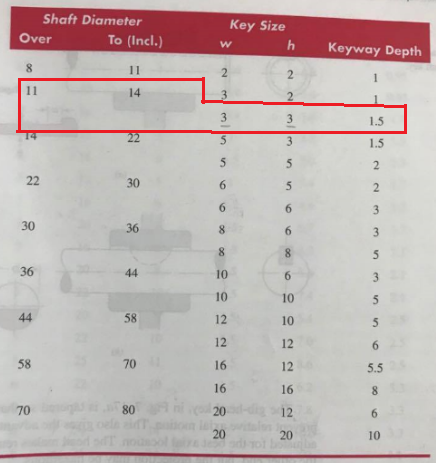 Shaft Diameter Key Size
Over To (Incl.) w h Keyway Depth
8 11 2 2 1
11 14 3 2 1
3 3 1.5
14 22 5 3 1.5
5 5 2
22 30 6 5 2
6 6 3
30 36 8 6 3
8 8 5
36 44 10 6 3
10 10 5
44 58 12 10 5
12 12 6
58 70 16 12 5.5
16 16 8
70 80 20 12 6
20 20 10